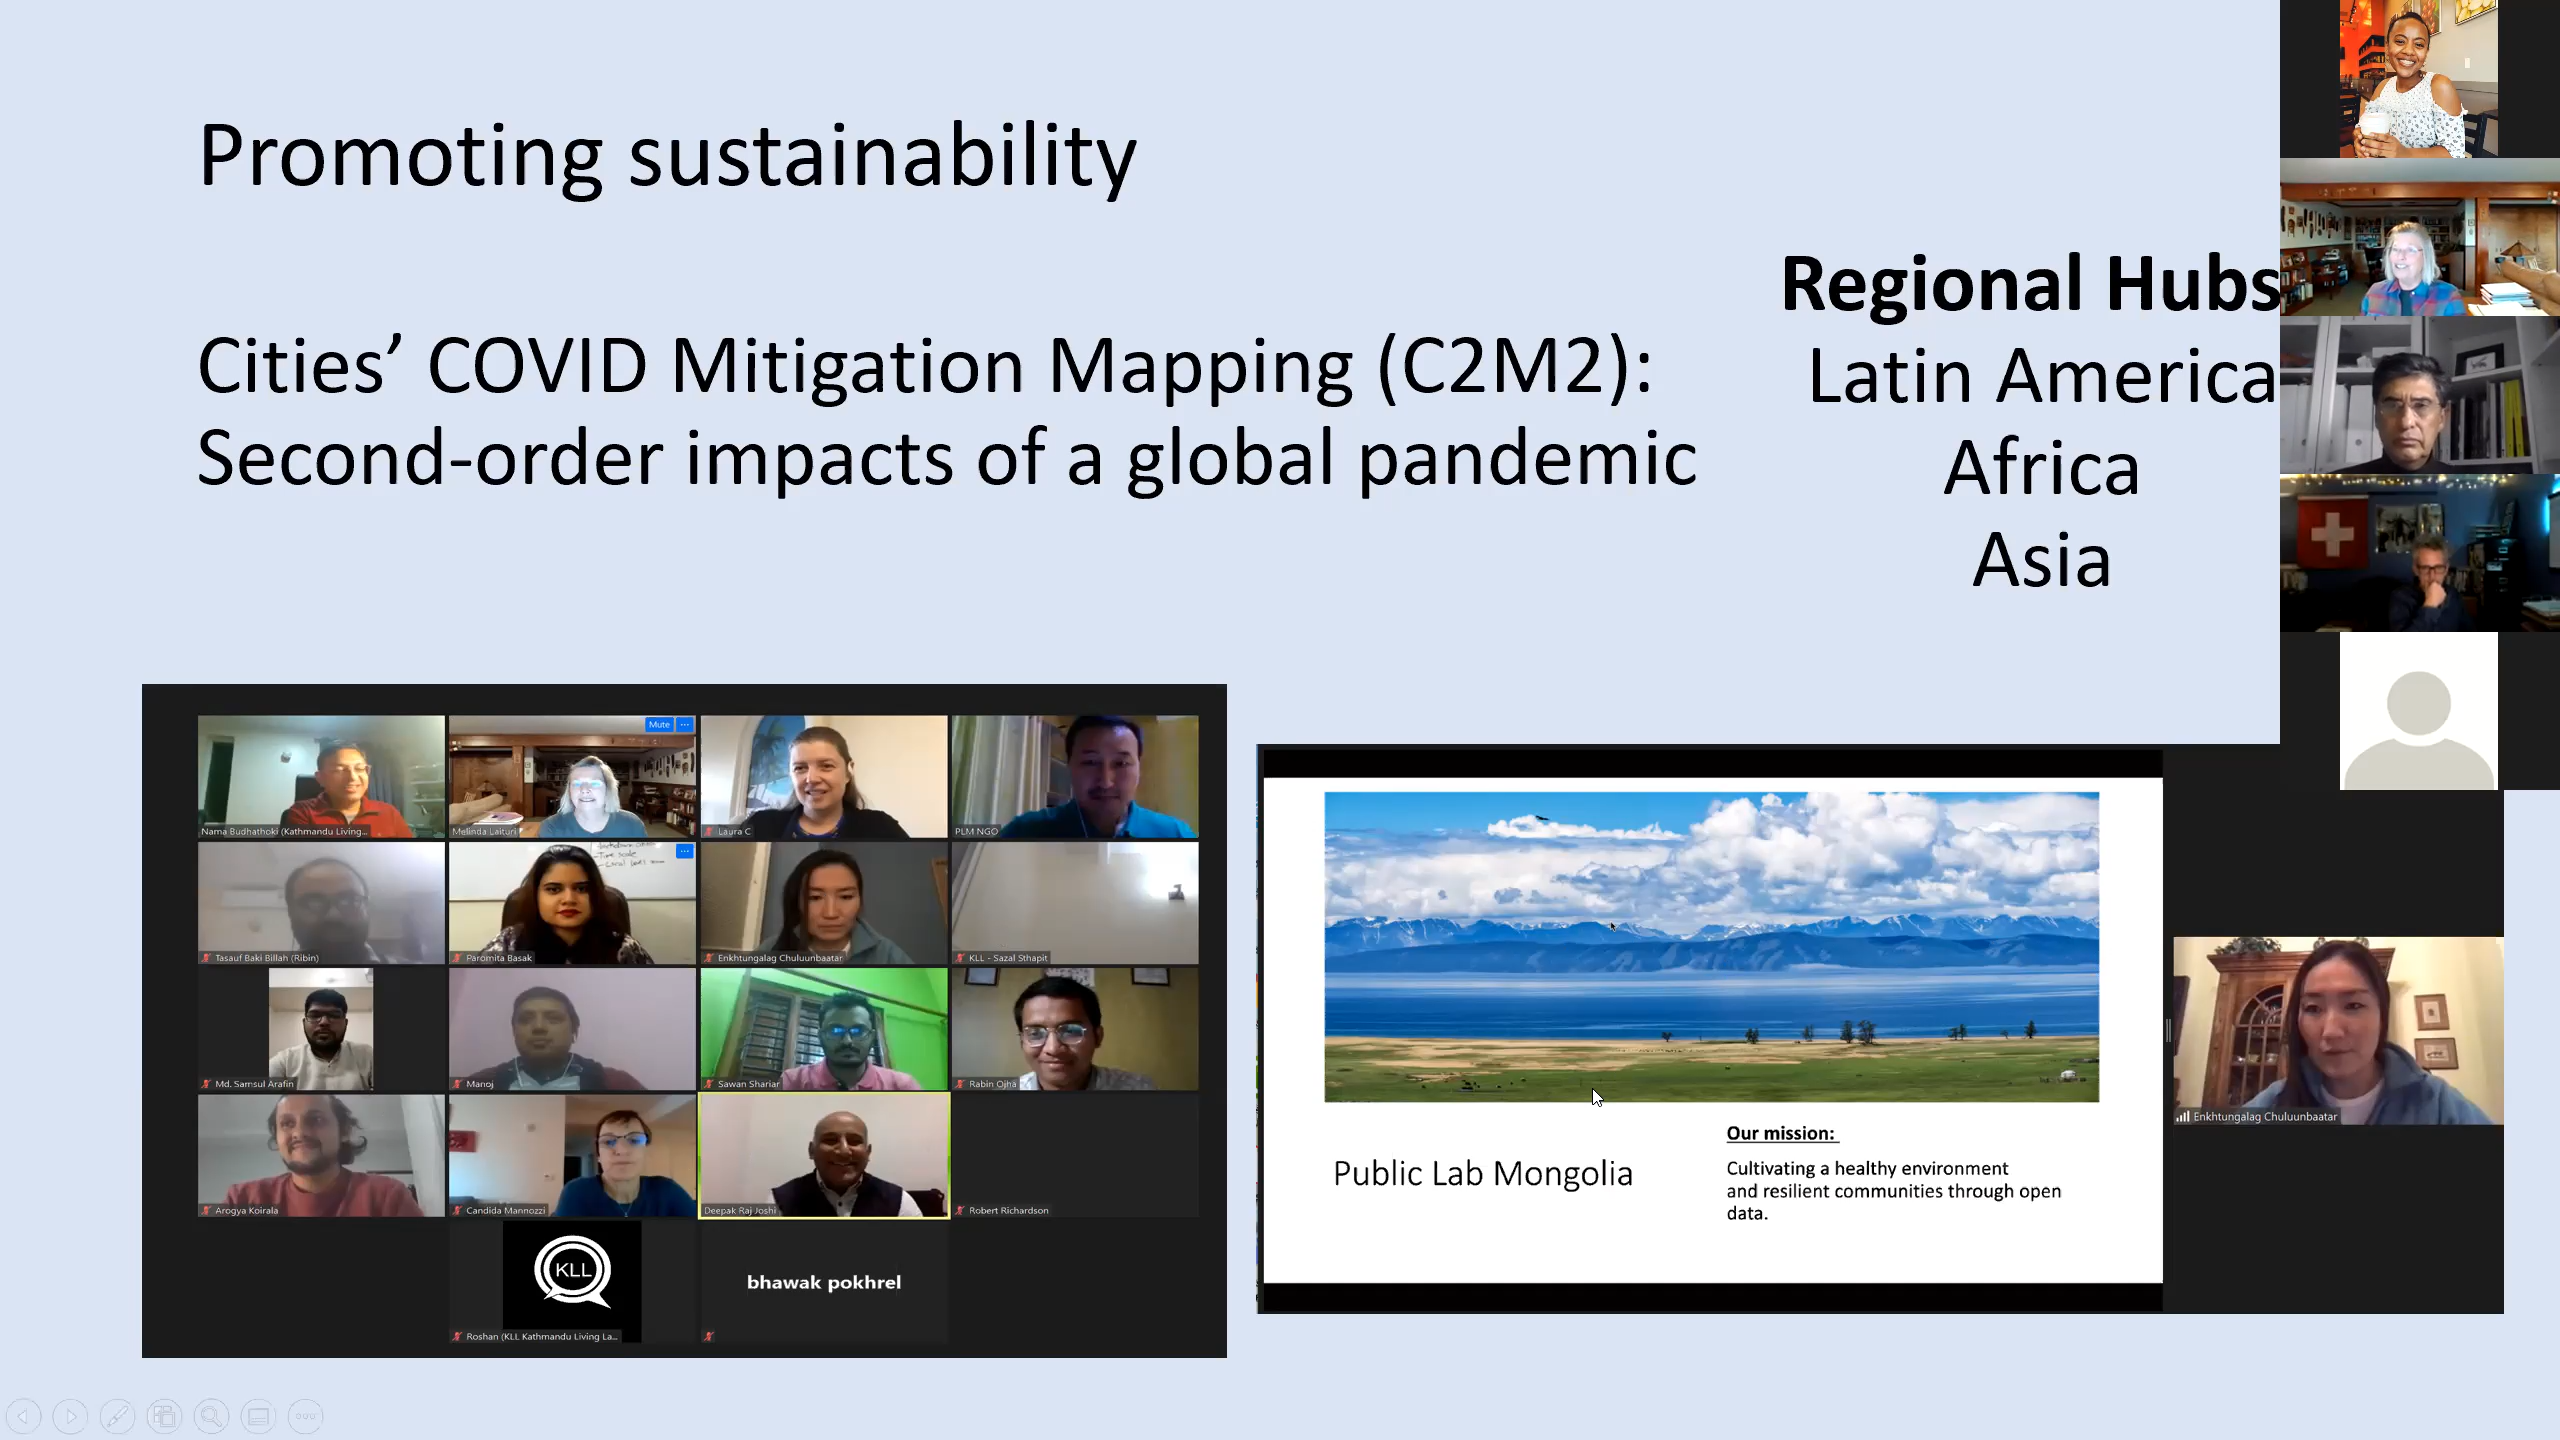 Promoting sustainability
Cities’ COVID Mitigation Mapping (C2M2):
Second-order impacts of a global pandemic
Regional Hubs
Latin America
Africa
Asia
Mute
Nama Budhathoki (Kathmandu Living...
Melinda Laituri
Laura C
PLM NGO
Time scale
Tasauf Baki Billah (Ribin)
Paromita Basak
Enkhtungalag Chuluunbaatar
KLL - Sazal Sthapit
Md. Samsul Arafin
Manoj
Sawan Shariar
Rabin Ojha
Arogya Koirala
Candida Mannozzi
Deepak Raj Joshi
Robert Richardson
KLL
bhawak pokhrel
Roshan (KLL Kathmandu Living La...
Public Lab Mongolia
Our mission:
Cultivating a healthy environment
and resilient communities through open
data.
Enkhtungalag Chuluunbaatar